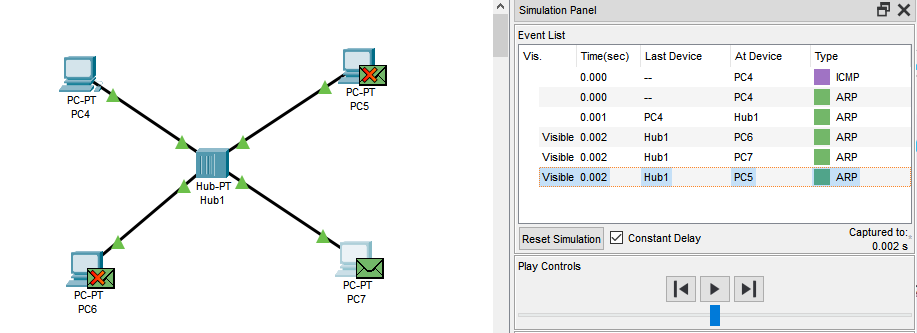 PC-PT
PC4
PC-PT
PC5
Hub-PT
Hub1
PC-PT
PC6
PC-PT
PC7
Simulation Panel
Event List
Vis. Time(sec) Last Device At Device Type
0.000 -- PC4 ICMP
0.000 -- PC4 ARP
0.001 PC4 Hub1 ARP
Visible 0.002 Hub1 PC6 ARP
Visible 0.002 Hub1 PC7 ARP
Visible 0.002 Hub1 PC5 ARP
Reset Simulation Constant Delay
Captured to:
0.002 s
Play Controls